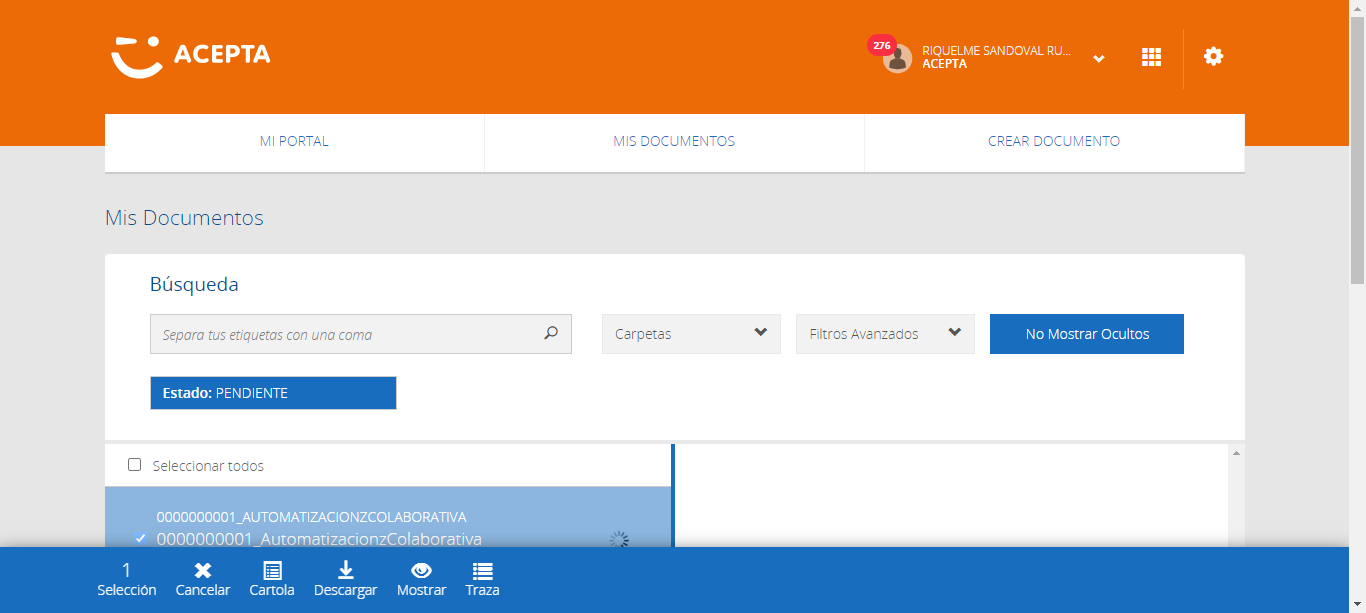 ACEPTA
276
RIQUELME SANDOVAL RU...
ACEPTA
MI PORTAL
MIS DOCUMENTOS
CREAR DOCUMENTO
Mis Documentos
Búsqueda
Separa tus etiquetas con una coma
Carpetas
Filtros Avanzados
No Mostrar Ocultos
Estado: PENDIENTE
Seleccionar todos
0000000001_AUTOMATIZACIONZCOLABORATIVA
0000000001_AutomatizacionzColaborativa
1
Selección
Cancelar
Cartola
Descargar
Mostrar
Traza